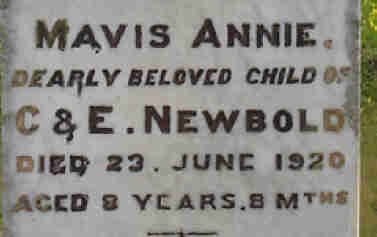 MAVIS ANNIE.
DEARLY BELOVED CHILD OF
C & E. NEWBOLD
DIED 23. JUNE 1920
AGED 8 YEARS. 8 MTHS